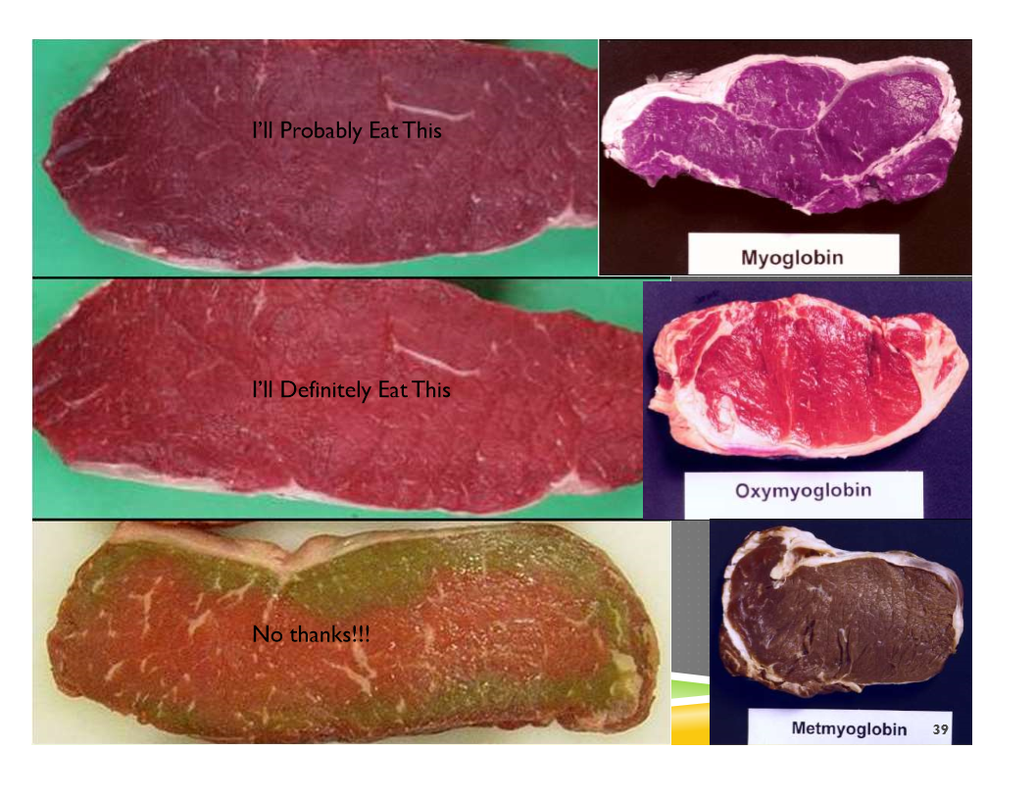 I'll Probably Eat This
Myoglobin
I'll Definitely Eat This
Oxymyoglobin
No thanks!!!
Metmyoglobin
39